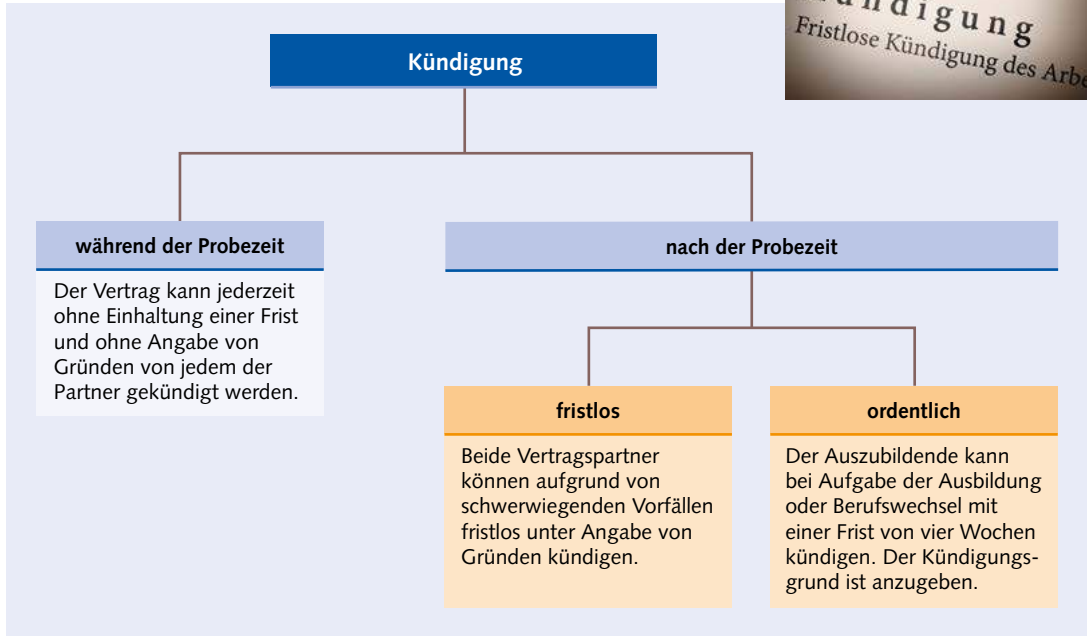 Kündigung
Fristlose Kündigung des
Kündigung
während der Probezeit
Der Vertrag kann jederzeit
ohne Einhaltung einer Frist
und ohne Angabe von
Gründen von jedem der
Partner gekündigt werden.
nach der Probezeit
fristlos
Beide Vertragspartner
können aufgrund von
schwerwiegenden Vorfällen
fristlos unter Angabe von
Gründen kündigen.
ordentlich
Der Auszubildende kann
bei Aufgabe der Ausbildung
oder Berufswechsel mit
einer Frist von vier Wochen
kündigen. Der Kündigungs-
grund ist anzugeben.